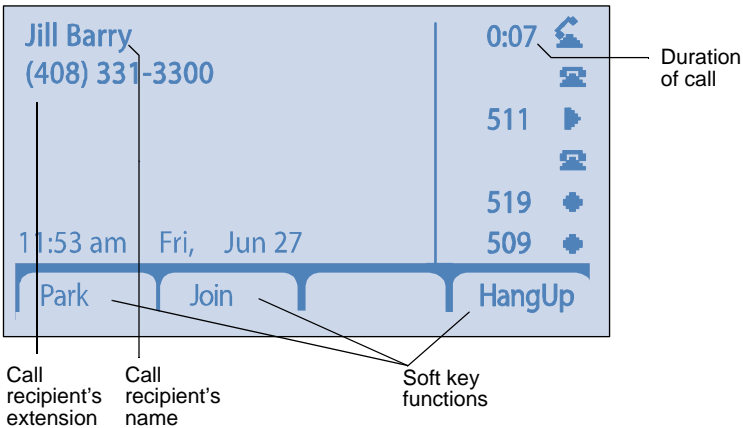 Jill Barry
(408) 331-3300
0:07
Duration
of call
511
519
11:53 am Fri, Jun 27
509
Park Join HangUp
Call
recipient's
extension
Call
recipient's
name
Soft key
functions